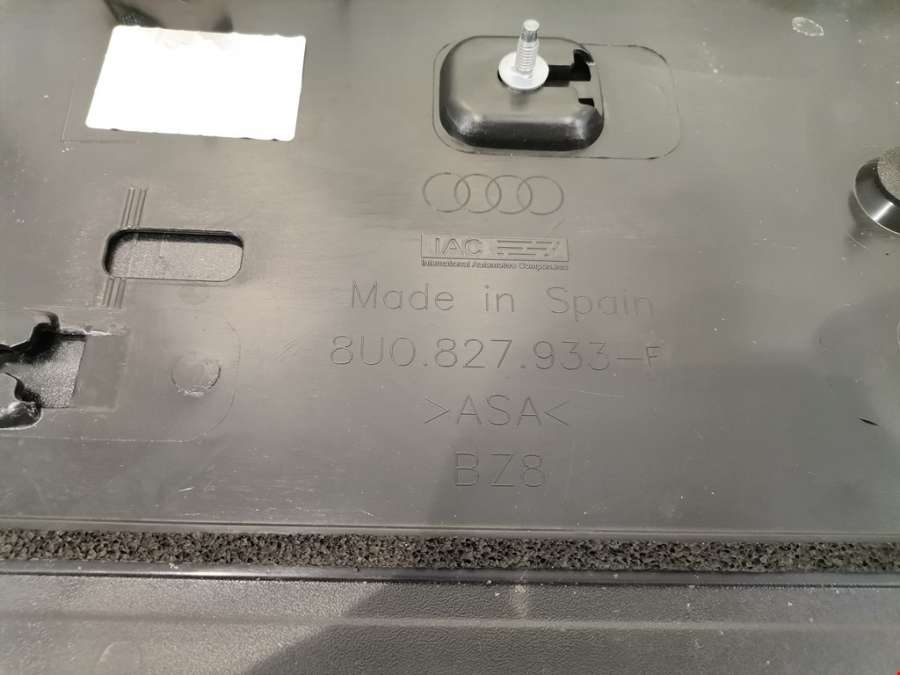 IAC
International Automotive Components
Made in Spain
8U0.827.933-F
>ASA<
BZ8